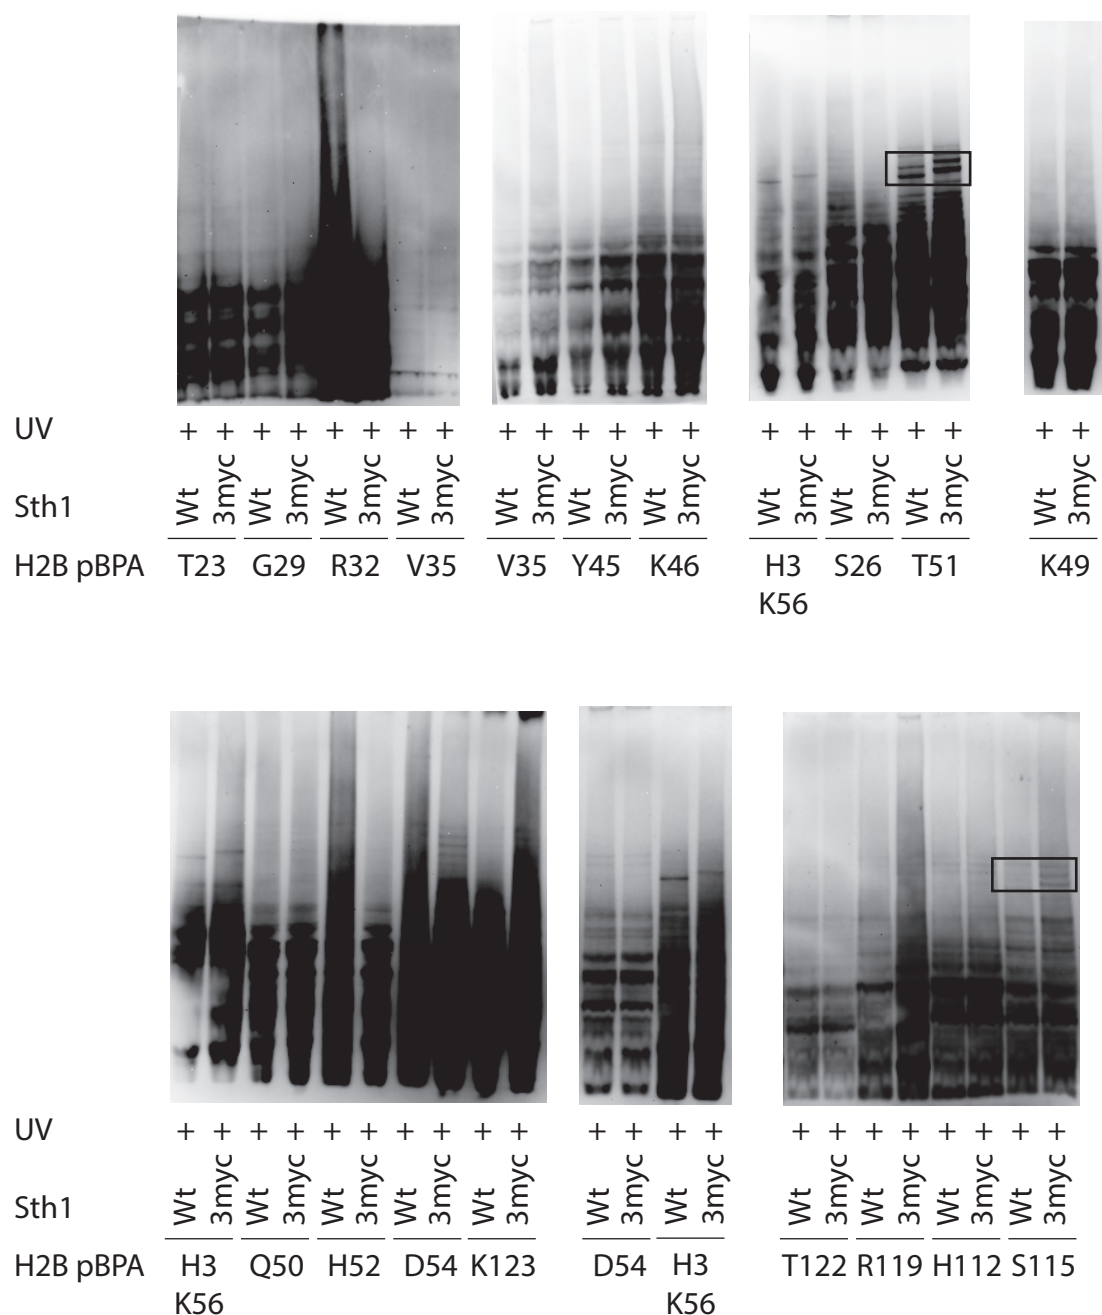 UV + + + + + + + + + + + + + + + + + + + + + +
Sth1 Wt 3myc Wt 3myc Wt 3myc Wt 3myc Wt 3myc Wt 3myc Wt 3myc Wt 3myc Wt 3myc Wt 3myc Wt 3myc
H2B pBPA T23 G29 R32 V35 V35 Y45 K46 H3 S26 T51 K49
K56
UV + + + + + + + + + + + + + + + + + + + + + +
Sth1 Wt 3myc Wt 3myc Wt 3myc Wt 3myc Wt 3myc Wt 3myc Wt 3myc Wt 3myc Wt 3myc Wt 3myc Wt 3myc
H2B pBPA H3 Q50 H52 D54 K123 D54 H3 T122 R119 H112 S115
K56 K56